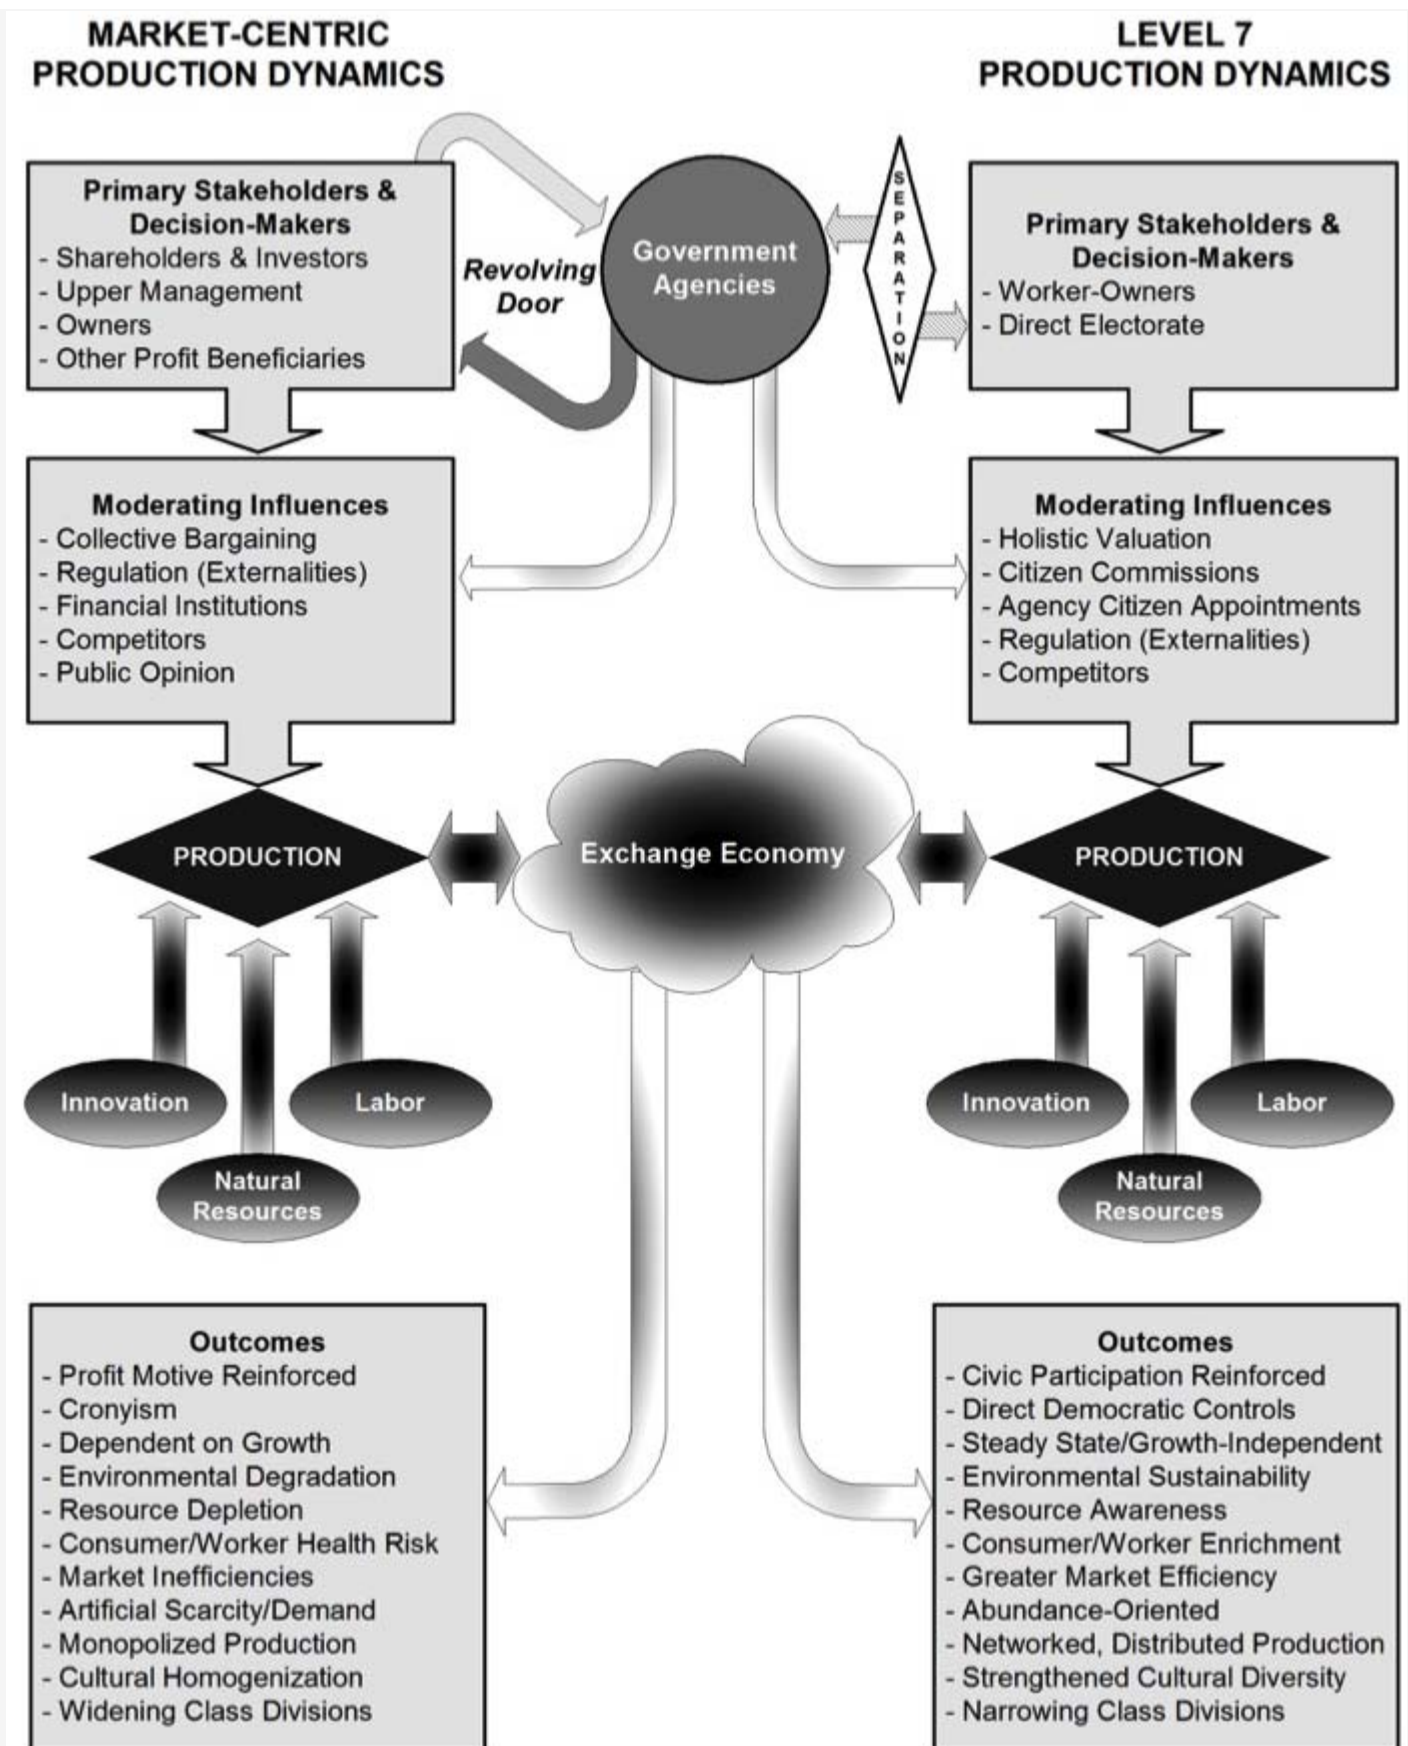 MARKET-CENTRIC
PRODUCTION DYNAMICS
LEVEL 7
PRODUCTION DYNAMICS
Primary Stakeholders &
Decision-Makers
- Shareholders & Investors
- Upper Management
- Owners
- Other Profit Beneficiaries
Revolving
Door
Government
Agencies
SEPARATION
Primary Stakeholders &
Decision-Makers
- Worker-Owners
- Direct Electorate
Moderating Influences
- Collective Bargaining
- Regulation (Externalities)
- Financial Institutions
- Competitors
- Public Opinion
Moderating Influences
- Holistic Valuation
- Citizen Commissions
- Agency Citizen Appointments
- Regulation (Externalities)
- Competitors
PRODUCTION
Exchange Economy
PRODUCTION
Innovation
Labor
Natural
Resources
Innovation
Labor
Natural
Resources
Outcomes
- Profit Motive Reinforced
- Cronyism
- Dependent on Growth
- Environmental Degradation
- Resource Depletion
- Consumer/Worker Health Risk
- Market Inefficiencies
- Artificial Scarcity/Demand
- Monopolized Production
- Cultural Homogenization
- Widening Class Divisions
Outcomes
- Civic Participation Reinforced
- Direct Democratic Controls
- Steady State/Growth-Independent
- Environmental Sustainability
- Resource Awareness
- Consumer/Worker Enrichment
- Greater Market Efficiency
- Abundance-Oriented
- Networked, Distributed Production
- Strengthened Cultural Diversity
- Narrowing Class Divisions